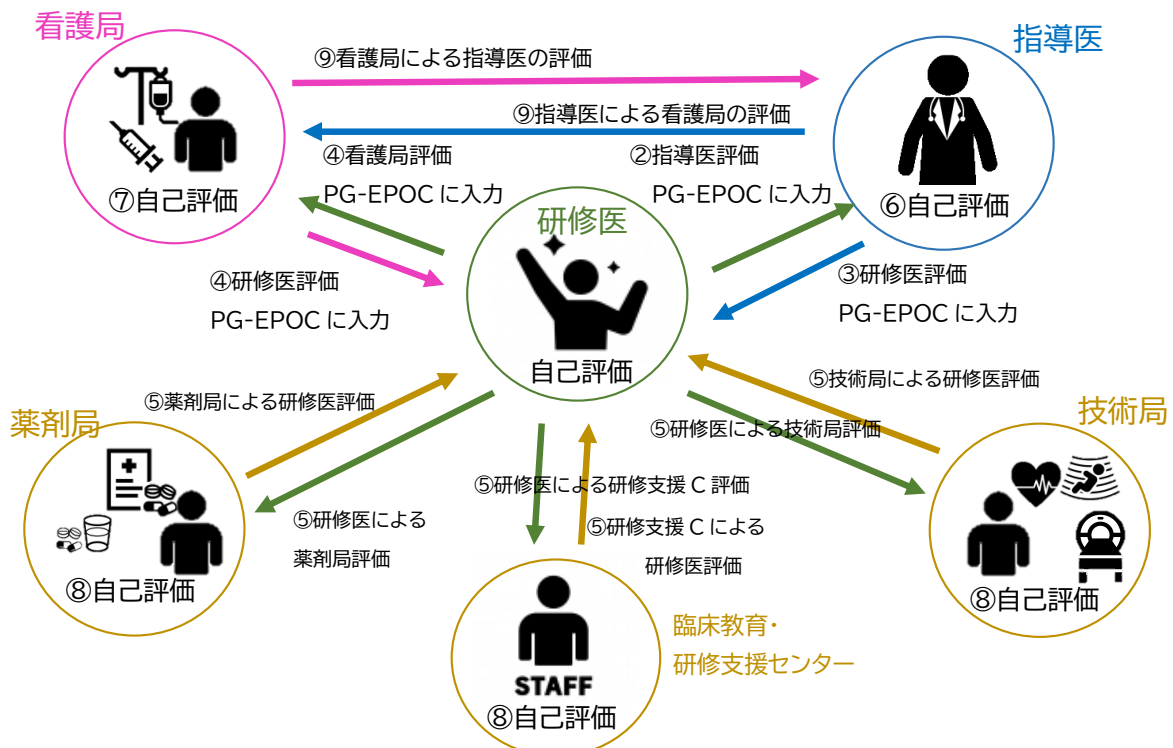 看護局
指導医
⑨看護局による指導医の評価
⑨指導医による看護局の評価
④看護局評価
PG-EPOC に入力
②指導医評価
PG-EPOC に入力
⑦自己評価
⑥自己評価
研修医
④研修医評価
PG-EPOC に入力
③研修医評価
PG-EPOC に入力
自己評価
⑤薬剤局による研修医評価
⑤技術局による研修医評価
薬剤局
技術局
⑤研修医による技術局評価
⑤研修医による研修支援 C 評価
⑤研修医による
薬剤局評価
⑤研修支援 C による
研修医評価
⑧自己評価
⑧自己評価
臨床教育・
研修支援センター
STAFF
⑧自己評価